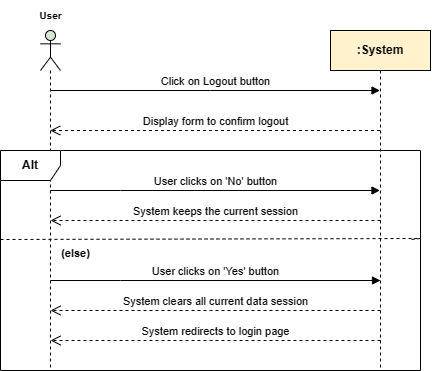 User
:System
Click on Logout button
Display form to confirm logout
Alt
User clicks on 'No' button
System keeps the current session
(else)
User clicks on 'Yes' button
System clears all current data session
System redirects to login page